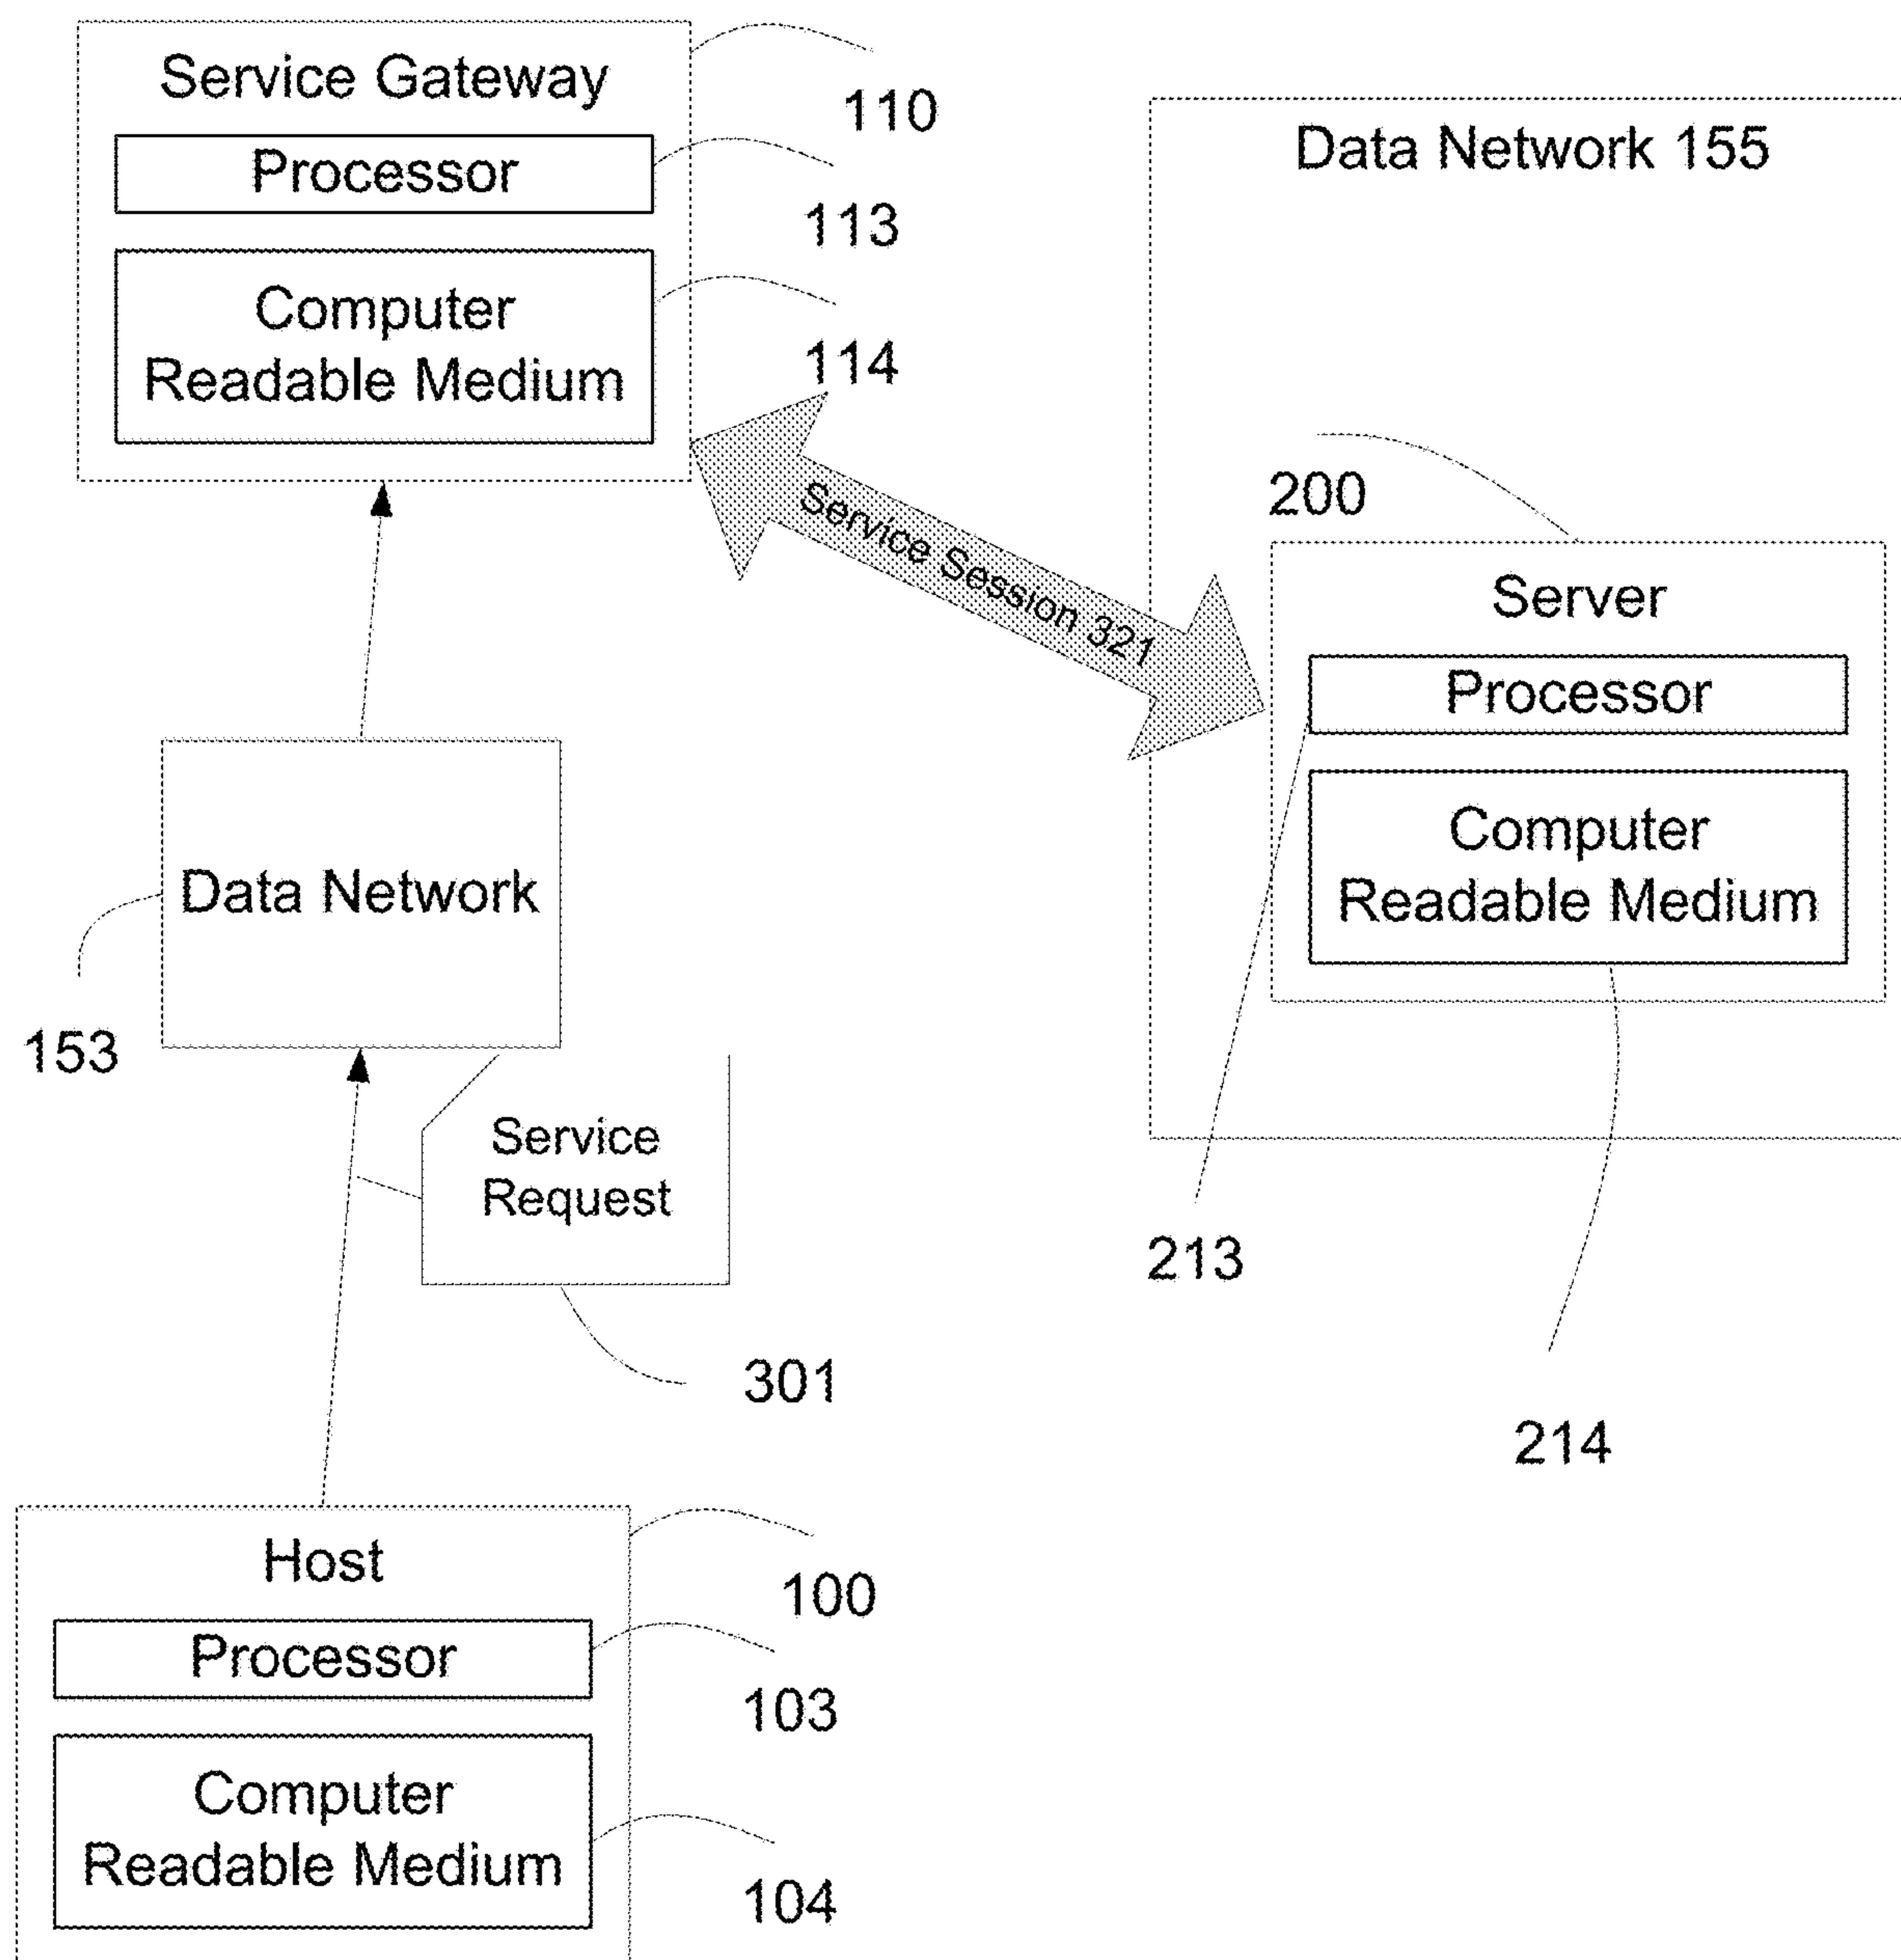 Service Gateway
110
Processor
113
Computer
Readable Medium
114
Data Network 155
200
Service Session 321
Server
Processor
Computer
Readable Medium
213
214
Data Network
153
Service
Request
301
Host
100
Processor
103
Computer
Readable Medium
104